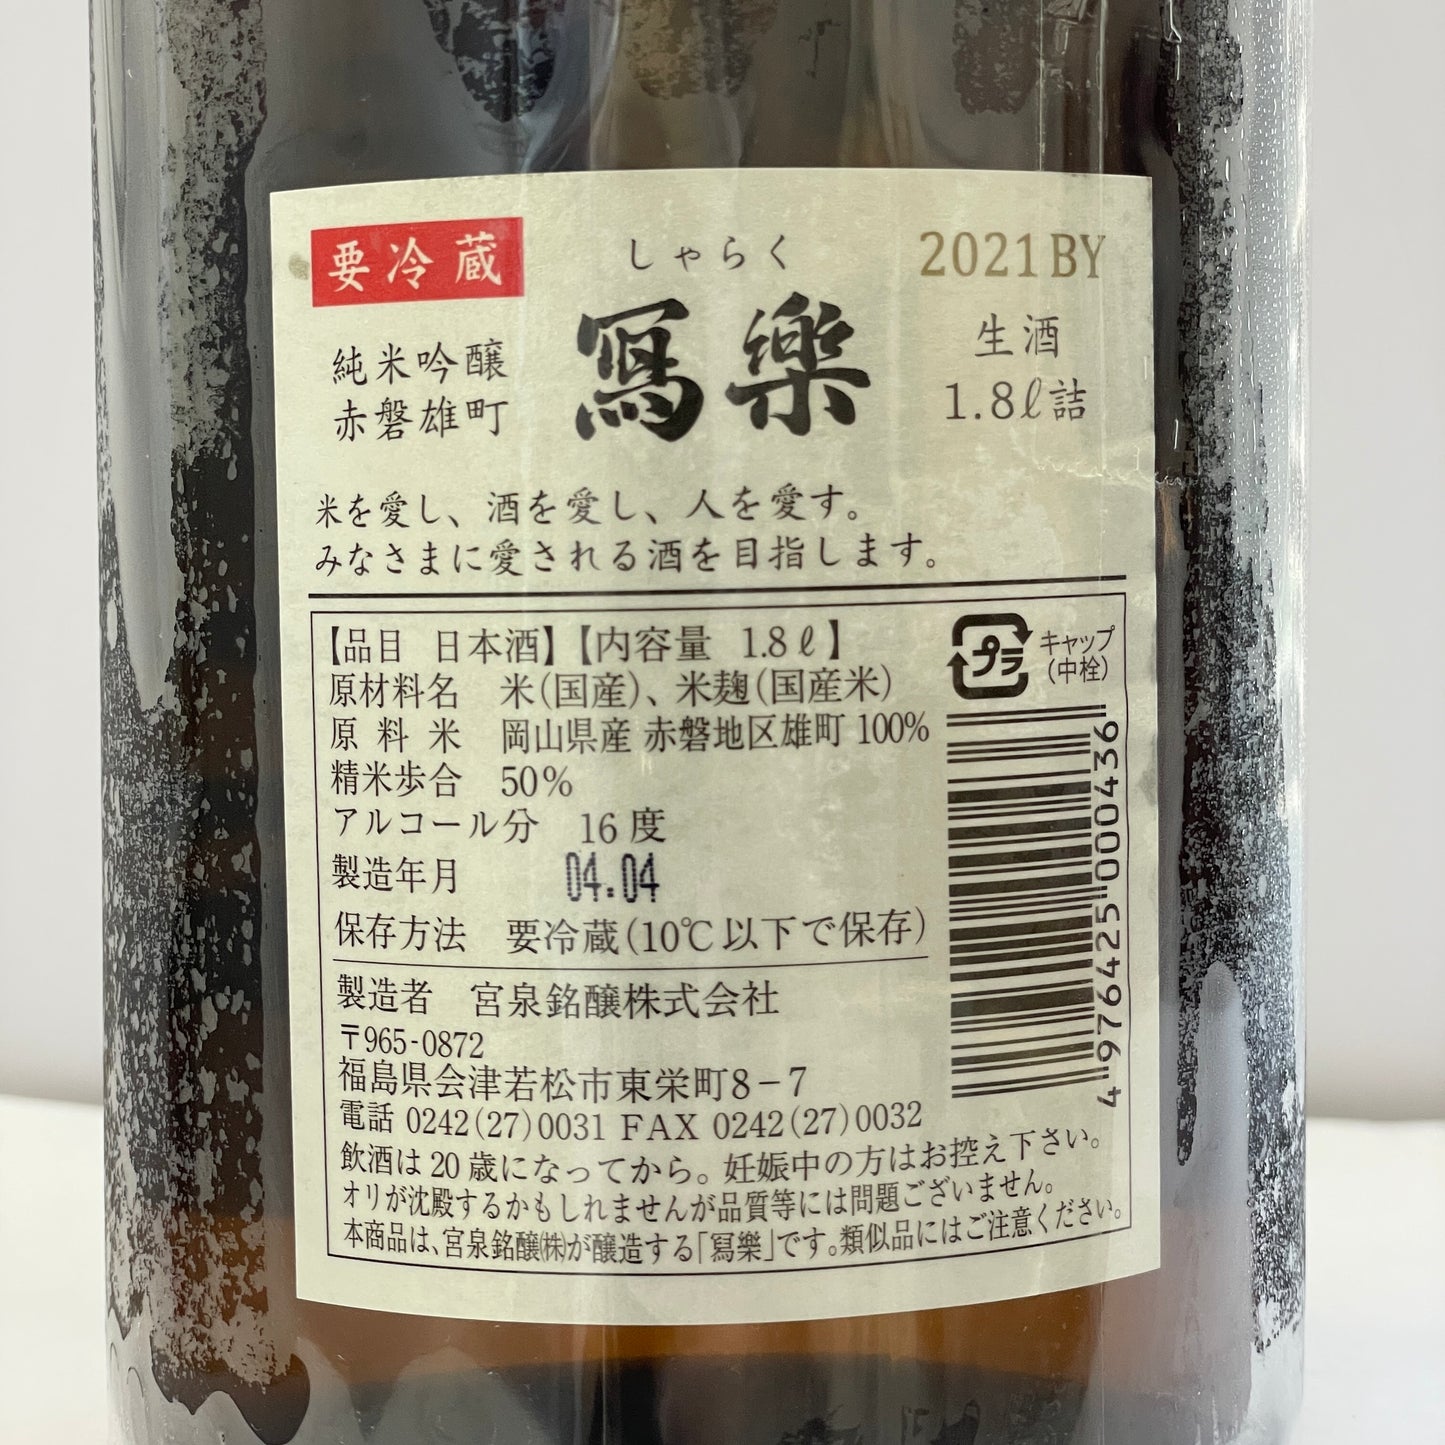 要冷蔵
しゃらく
2021BY
冩樂
純米吟醸
赤磐雄町
生酒
1.8ℓ詰
米を愛し、酒を愛し、人を愛す。
みなさまに愛される酒を目指します。
【品目 日本酒】【内容量 1.8ℓ】
原材料名 米(国産)、米麹(国産米)
原料米 岡山県産 赤磐地区雄町 100%
精米歩合 50%
アルコール分 16度
製造年月 04.04
保存方法 要冷蔵(10℃以下で保存)
プラ
キャップ
(中栓)
4976425000436
製造者 宮泉銘醸株式会社
〒965-0872
福島県会津若松市東栄町8-7
電話 0242(27)0031 FAX 0242(27)0032
飲酒は20歳になってから。妊娠中の方はお控え下さい。
オリが沈殿するかもしれませんが品質等には問題ございません。
本商品は、宮泉銘醸㈱が醸造する「冩樂」です。類似品にはご注意ください。